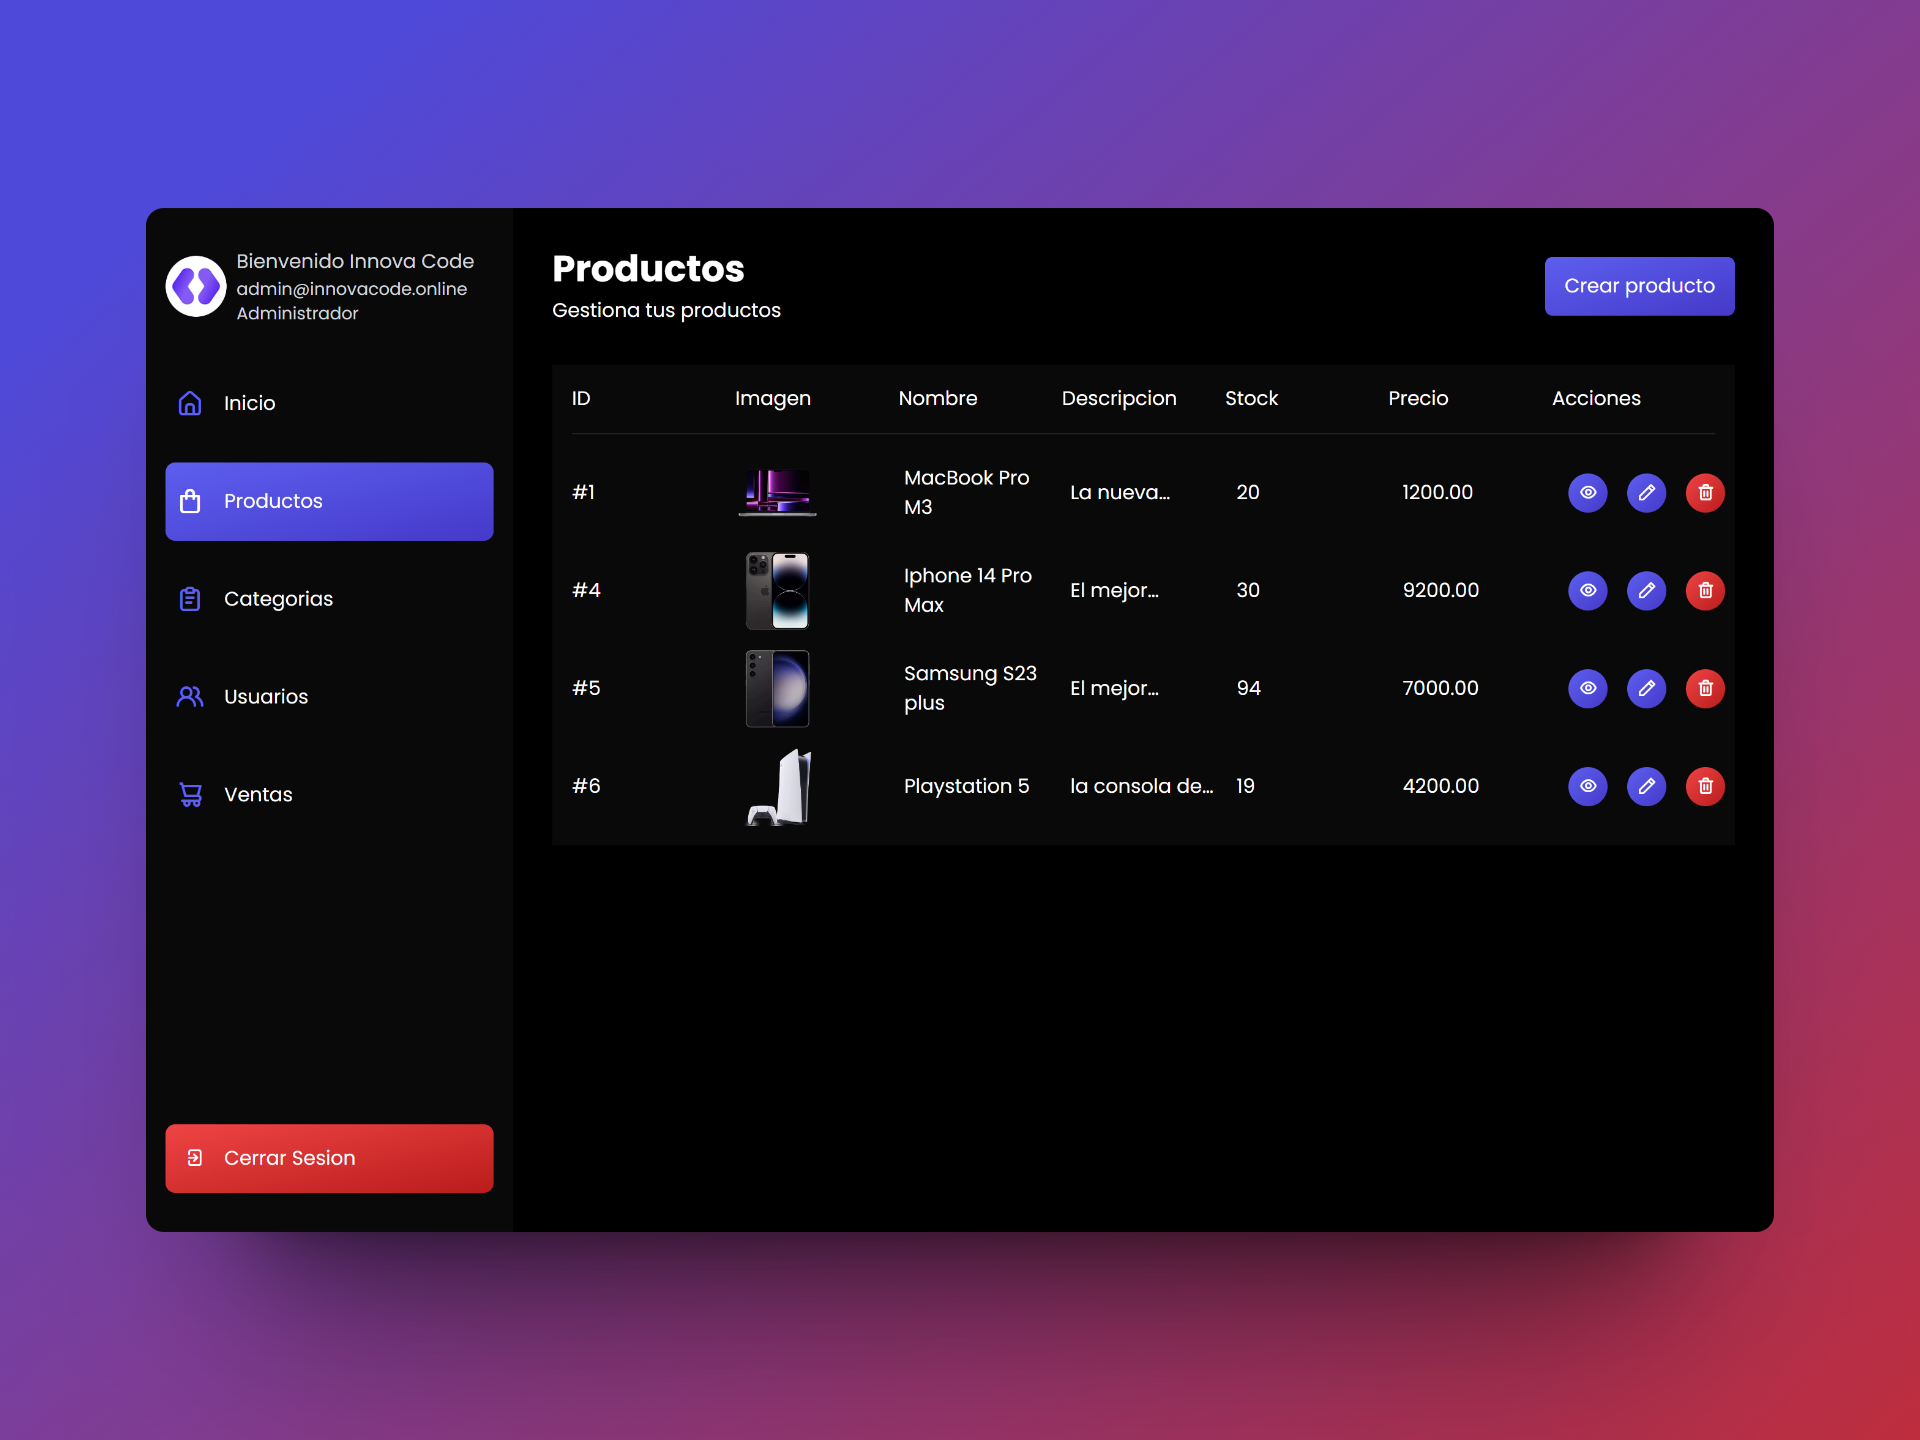 Bienvenido Innova Code
admin@innovacode.online
Administrador
Inicio
Productos
Categorias
Usuarios
Ventas
Cerrar Sesion
Productos
Gestiona tus productos
Crear producto
ID Imagen Nombre Descripcion Stock Precio Acciones
#1 MacBook Pro M3 La nueva... 20 1200.00
#4 Iphone 14 Pro Max El mejor... 30 9200.00
#5 Samsung S23 plus El mejor... 94 7000.00
#6 Playstation 5 la consola de... 19 4200.00